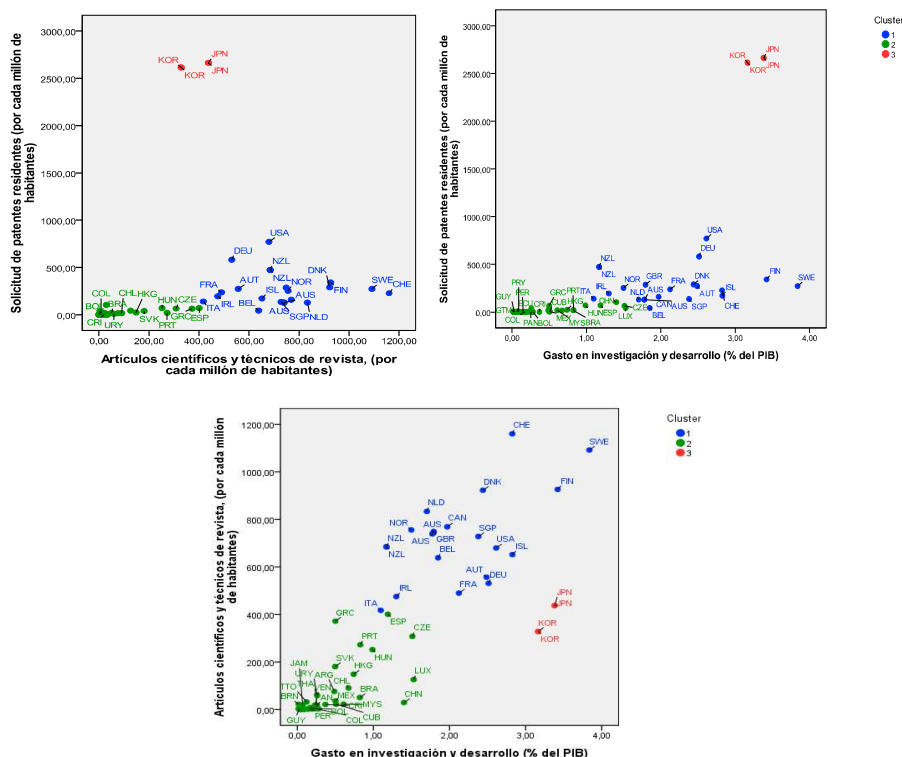 Solicitud de patentes residentes (por cada millón de
habitantes)
3000,00
2500,00
2000,00
1500,00
1000,00
500,00
0,00
KOR
KOR
JPN
JPN
USA
DEU
NZL
NZL
NOR
DNK
SWE
CHE
FIN
AUT
ISL
FRA
IRL
ITA
BEL
AUS
AUS
SGP
NLD
COL
CHL
HKG
HUN
CZE
BRA
CRI
URY
SVK
PRT
GRC
ESP
0,00
200,00
400,00
600,00
800,00
1000,00
1200,00
Artículos científicos y técnicos de revista, (por
cada millón de habitantes)
Solicitud de patentes residentes (por cada millón de
habitantes)
3000,00
2500,00
2000,00
1500,00
1000,00
500,00
0,00
KOR
KOR
JPN
JPN
USA
DEU
NZL
NZL
FIN
SWE
NOR
GBR
FRA
DNK
ISL
IRL
ITA
NLD
AUS
CAN
AUS
AUT
SGP
CHE
BEL
PRY
PER
GUY
GRC
PRT
CUB
HKG
CHN
CZE
CRI
COL
PAN
BOL
MEX
MYS
BRA
HUN
ESP
LUX
0,00
1,00
2,00
3,00
4,00
Gasto en investigación y desarrollo (% del PIB)
Cluster
1
2
3
Artículos científicos y técnicos de revista, (por cada millón
de habitantes)
1200,00
1000,00
800,00
600,00
400,00
200,00
0,00
CHE
SWE
FIN
DNK
NLD
CAN
NOR
AUS
AUS
GBR
SGP
USA
ISL
NZL
NZL
BEL
AUT
DEU
FRA
IRL
ITA
JPN
JPN
KOR
KOR
GRC
ESP
CZE
PRT
HUN
SVK
HKG
LUX
CHN
JAM
URY
ARG
CHL
TTO
THA
VEN
BRA
BRN
MEX
MYS
GUY
PER
COL
CUB
0,00
1,00
2,00
3,00
4,00
Gasto en investigación y desarrollo (% del PIB)
Cluster
1
2
3